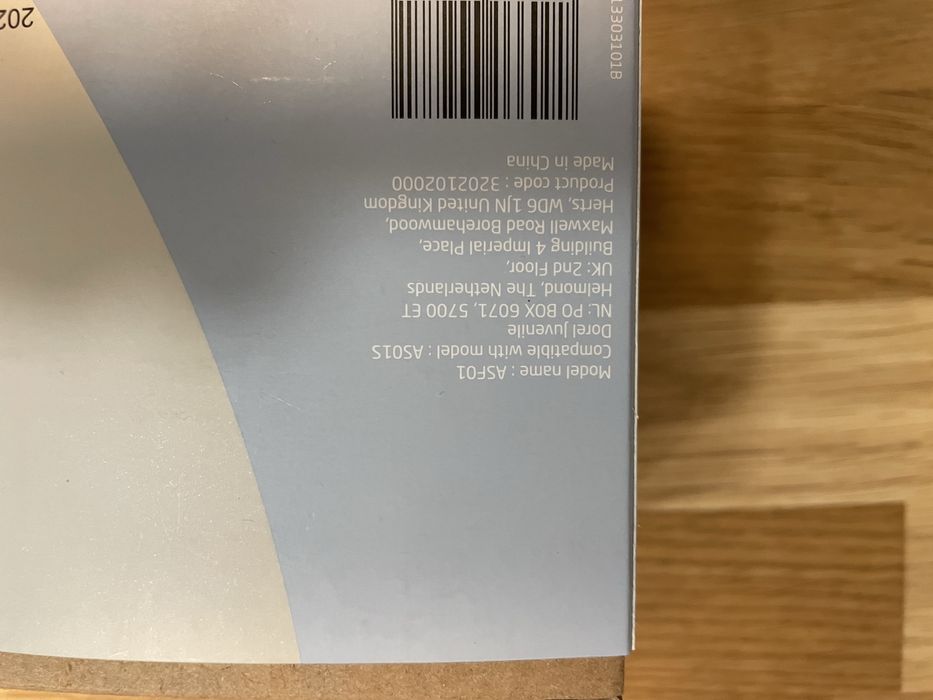 Model name : ASF01
Compatible with model : AS01S
Dorel Juvenile
NL: PO BOX 6071, 5700 ET
Helmond, The Netherlands
UK: 2nd Floor,
Building 4 Imperial Place,
Maxwell Road Borehamwood,
Herts, WD6 1JN United Kingdom
Product code : 3202102000
Made in China
13303101B
202